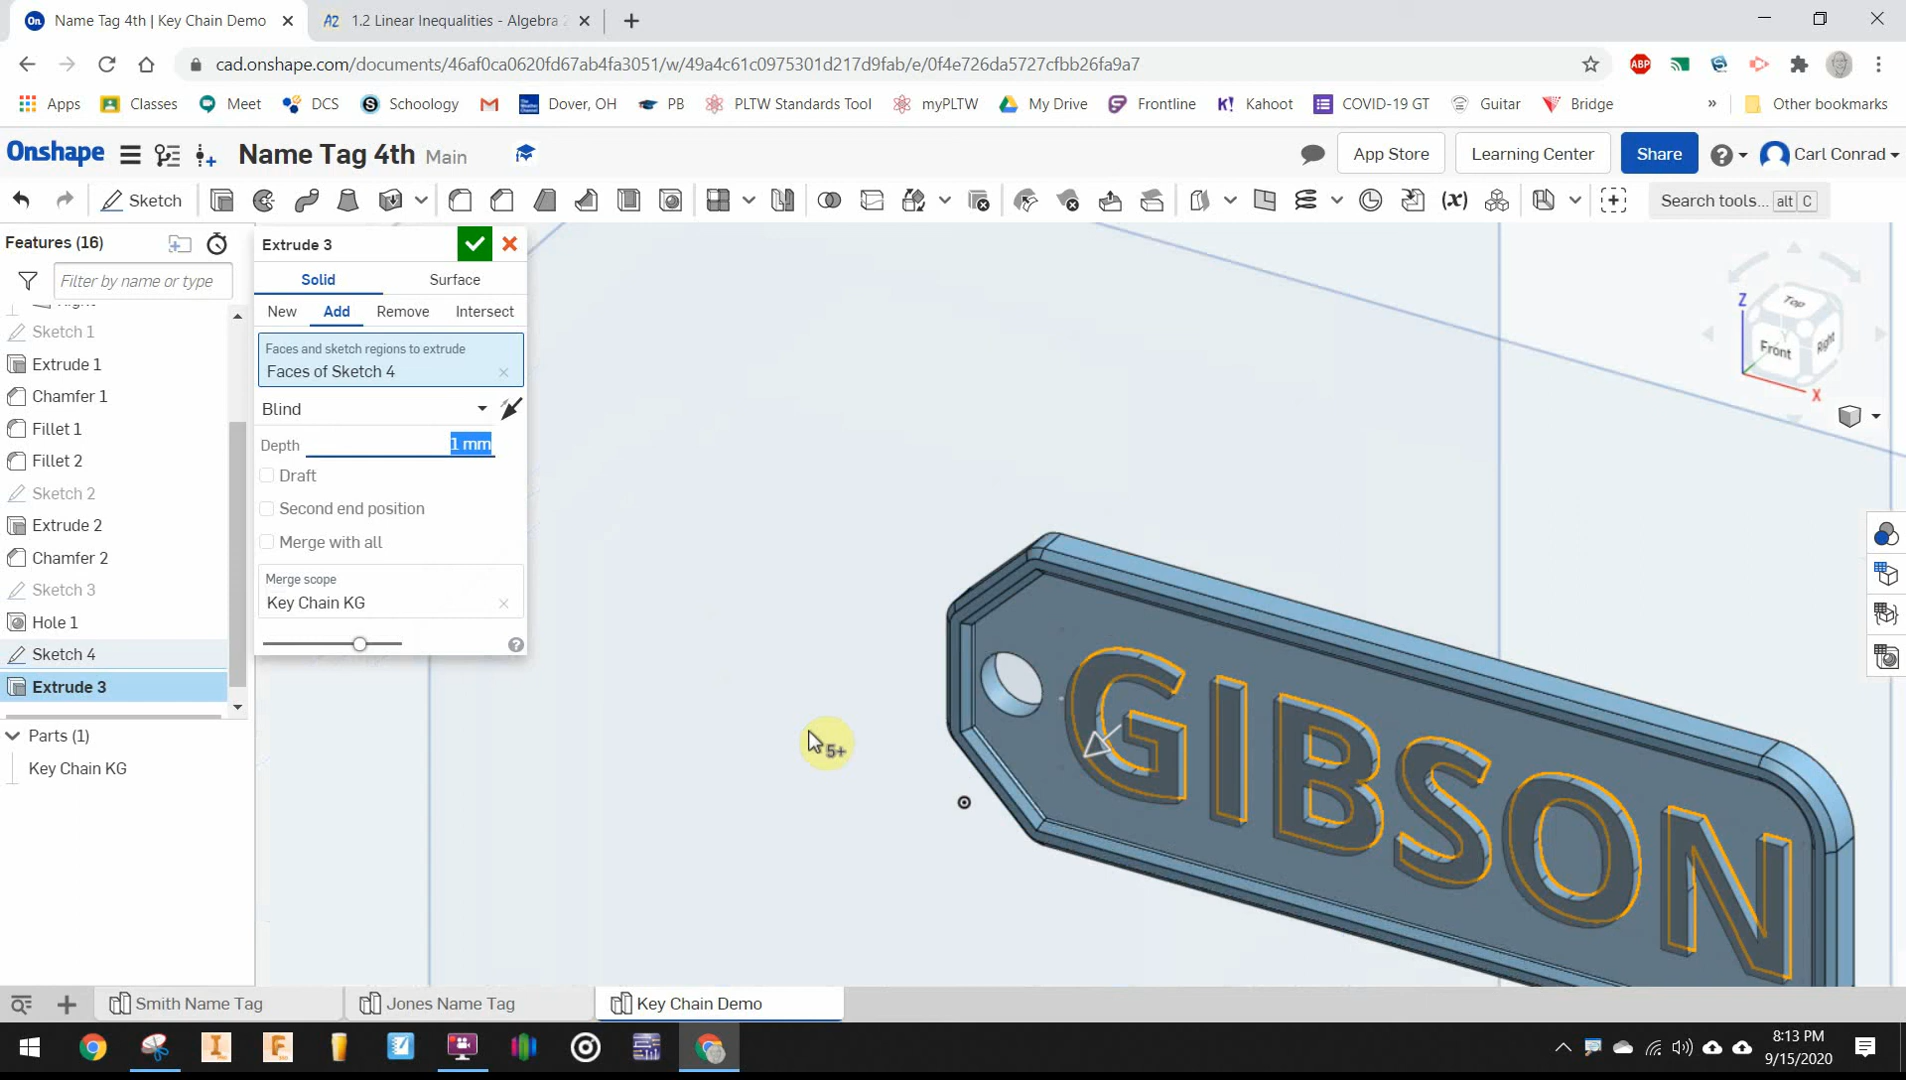 Name Tag 4th | Key Chain Demo
A2 1.2 Linear Inequalities - Algebra 2
cad.onshape.com/documents/46af0ca0620fd67ab4fa3051/w/49a4c61c0975301d217d9fab/e/0f4e726da5727cfbb26fa9a7
ABP
Apps Classes Meet DCS Schoology Dover, OH PB PLTW Standards Tool myPLTW My Drive Frontline Kahoot COVID-19 GT Guitar Bridge » Other bookmarks
Onshape Name Tag 4th Main App Store Learning Center Share Carl Conrad
Sketch (x) Search tools... alt C
Features (16)
Filter by name or type
Sketch 1
Extrude 1
Chamfer 1
Fillet 1
Fillet 2
Sketch 2
Extrude 2
Chamfer 2
Sketch 3
Hole 1
Sketch 4
Extrude 3
Parts (1)
Key Chain KG
Extrude 3
Solid Surface
New Add Remove Intersect
Faces and sketch regions to extrude
Faces of Sketch 4
Blind
Depth 1 mm
Draft
Second end position
Merge with all
Merge scope
Key Chain KG
GIBSON
5+
Z
Top
Front
Right
X
Smith Name Tag Jones Name Tag Key Chain Demo
8:13 PM
9/15/2020